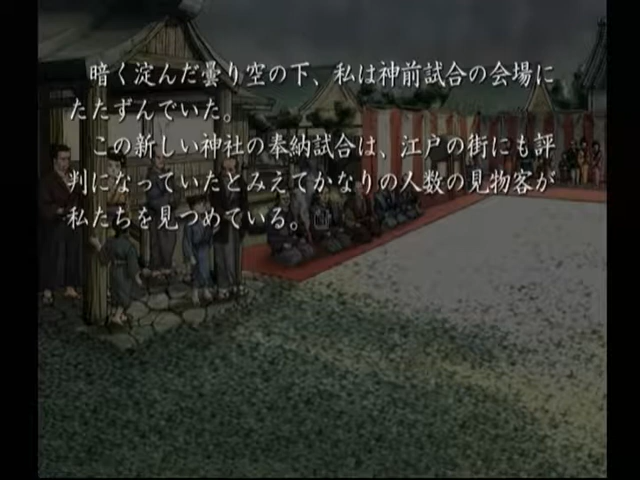 暗く淀んだ曇り空の下、私は神前試合の会場に
たたずんでいた。
この新しい神社の奉納試合は、江戸の街にも評
判になっていたとみえてかなりの人数の見物客が
私たちを見つめている。